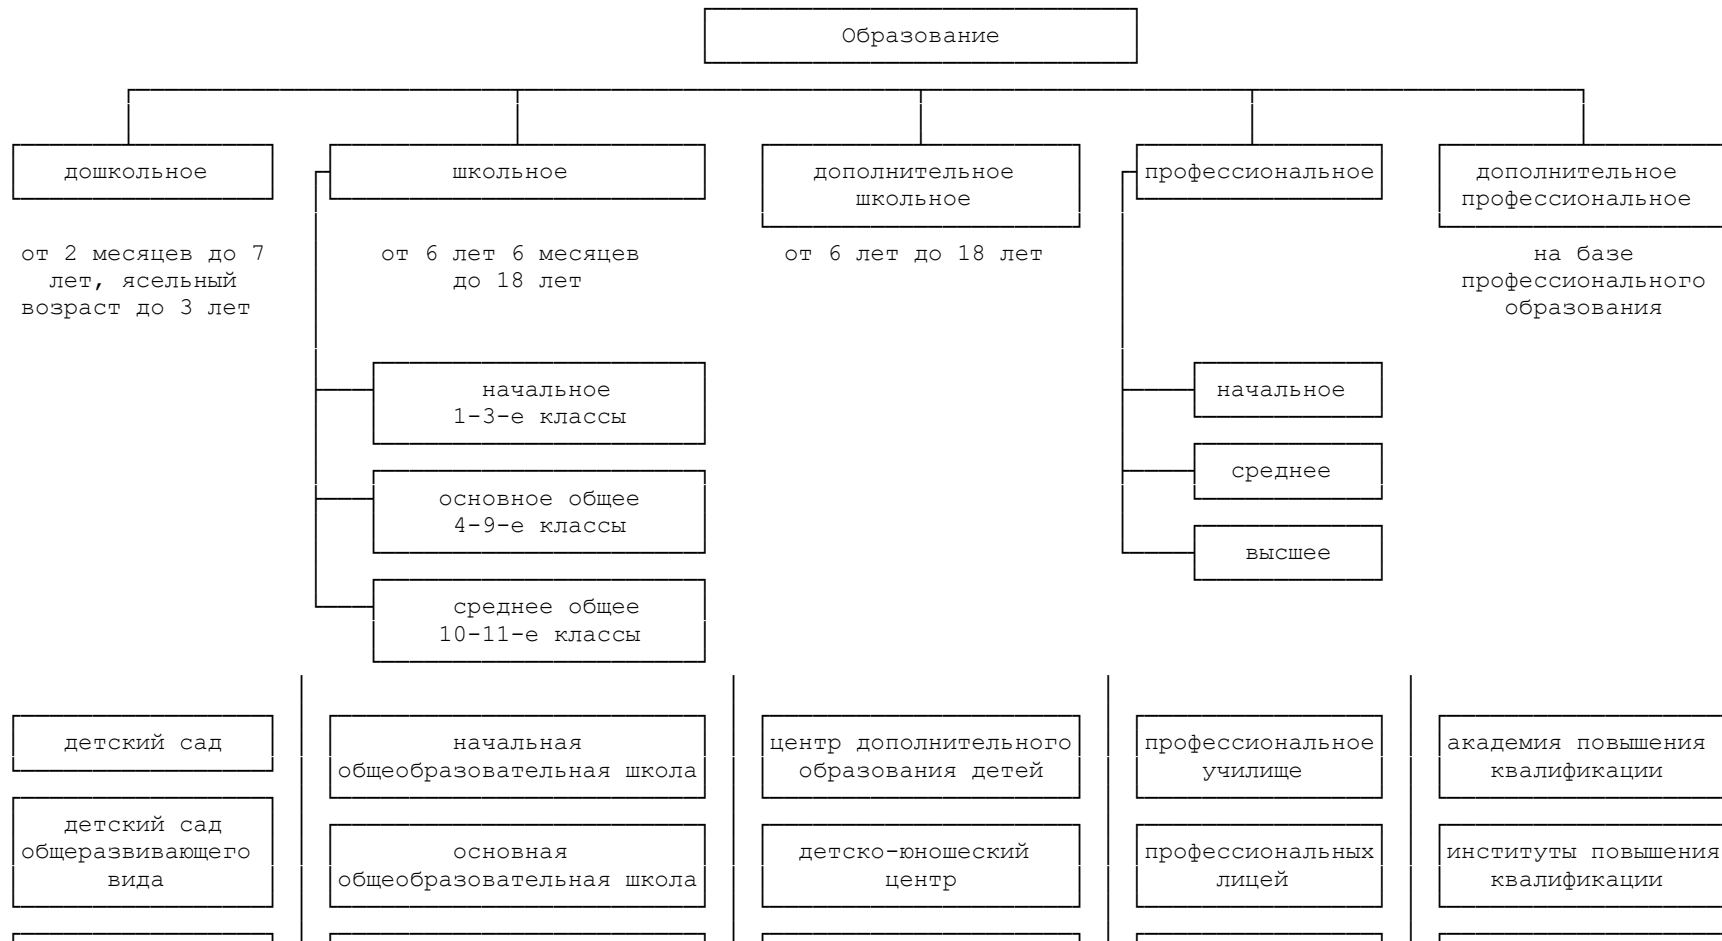 Образование
дошкольное
школьное
дополнительное
школьное
профессиональное
дополнительное
профессиональное
от 2 месяцев до 7
лет, ясельный
возраст до 3 лет
от 6 лет 6 месяцев
до 18 лет
от 6 лет до 18 лет
на базе
профессионального
образования
начальное
1-3-е классы
основное общее
4-9-е классы
среднее общее
10-11-е классы
начальное
среднее
высшее
детский сад
начальная
общеобразовательная школа
центр дополнительного
образования детей
профессиональное
училище
академия повышения
квалификации
детский сад
общеразвивающего
вида
основная
общеобразовательная школа
детско-юношеский
центр
профессиональных
лицей
институты повышения
квалификации